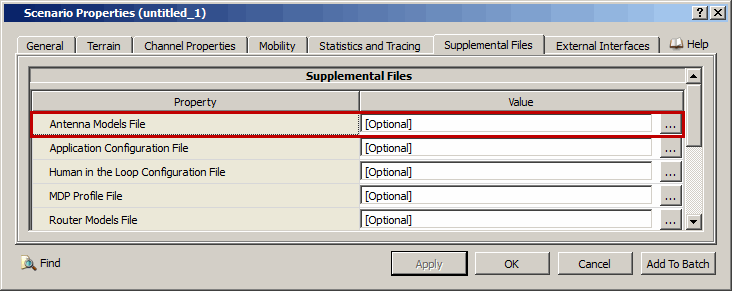 Scenario Properties (untitled_1)
General Terrain Channel Properties Mobility Statistics and Tracing Supplemental Files External Interfaces Help
Supplemental Files
Property Value
Antenna Models File [Optional] ...
Application Configuration File [Optional] ...
Human in the Loop Configuration File [Optional] ...
MDP Profile File [Optional] ...
Router Models File [Optional] ...
Find Apply OK Cancel Add To Batch